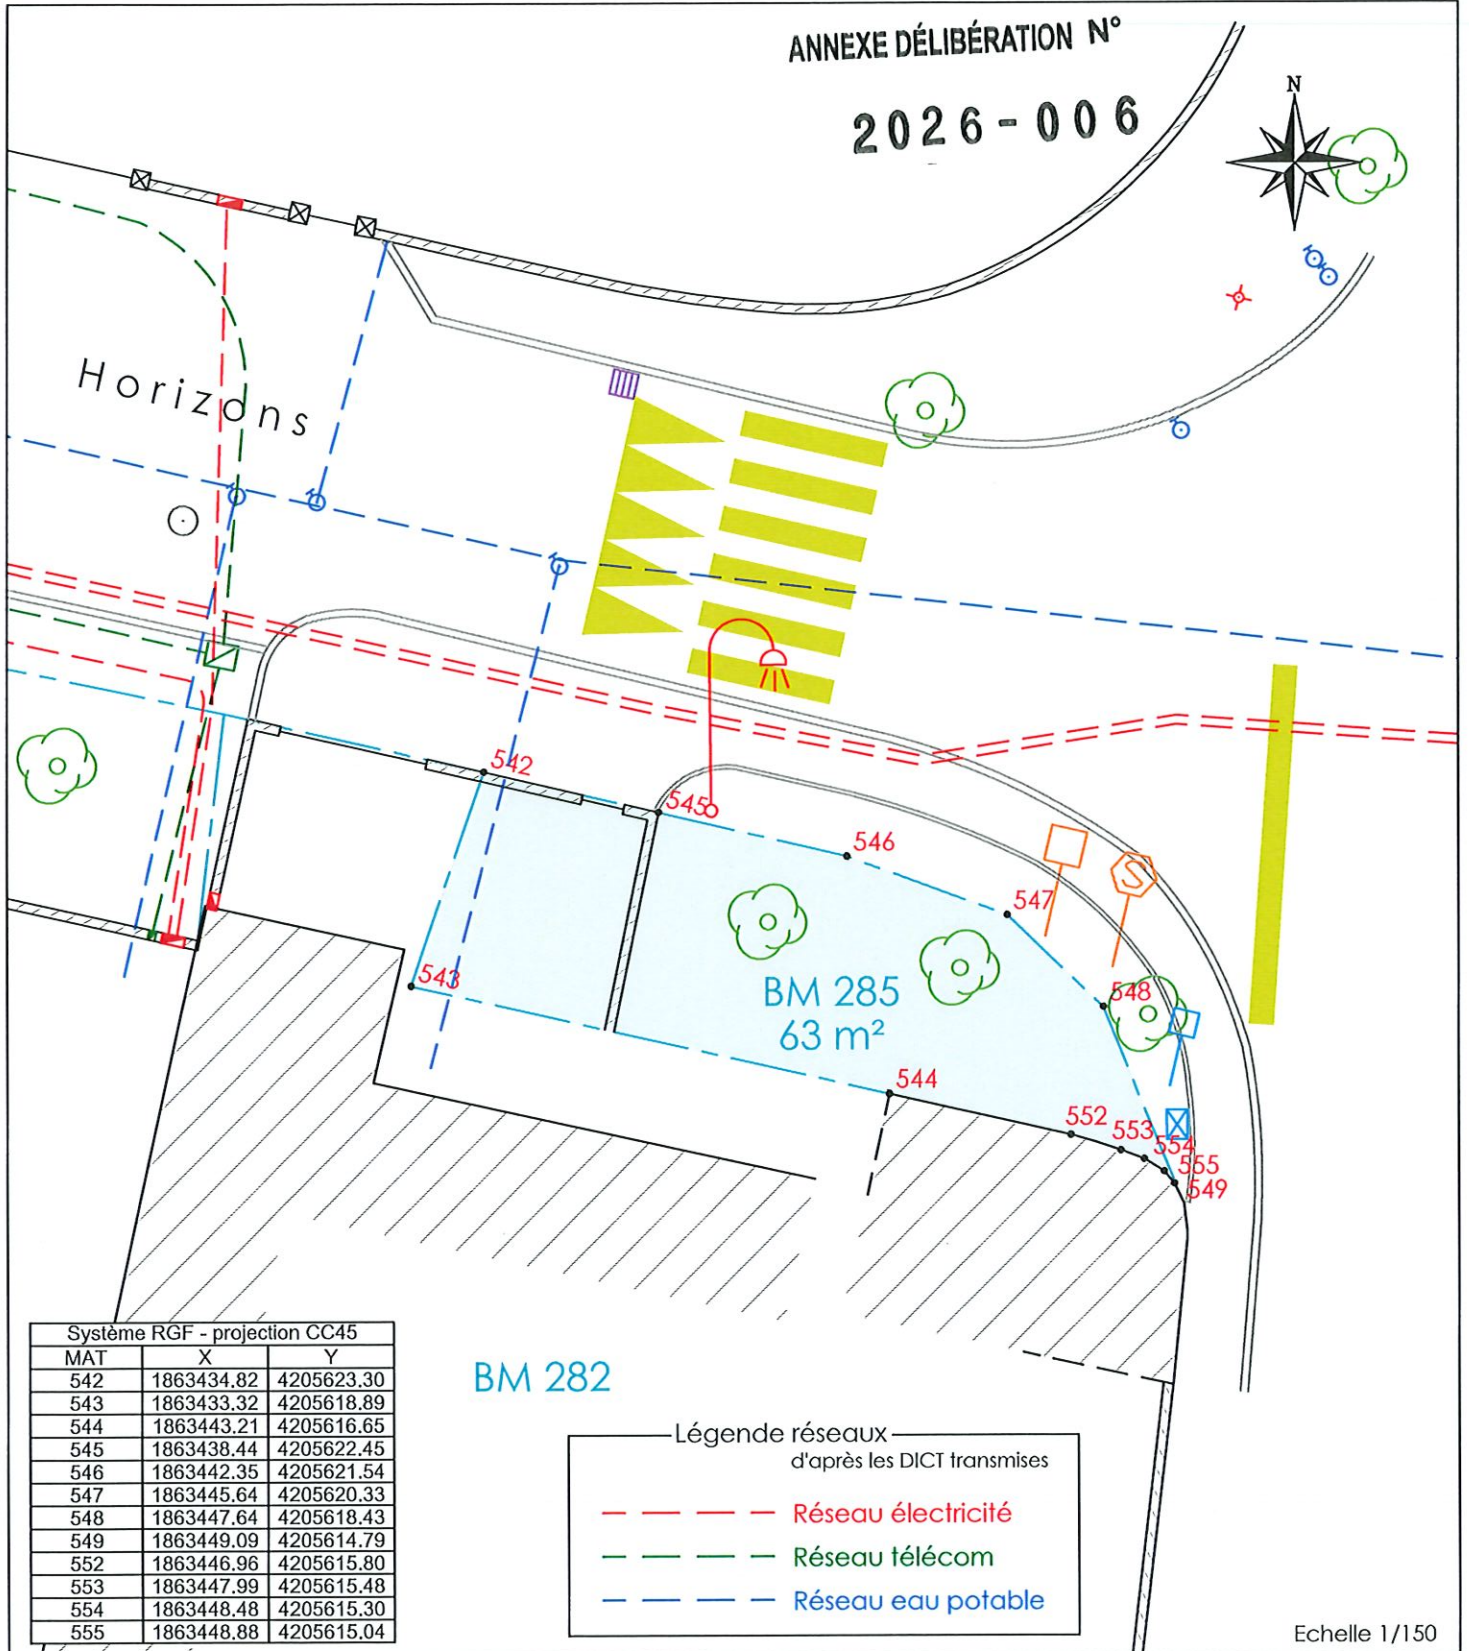 ANNEXE DÉLIBÉRATION N°
2026-006
N
Horizons
542
545
546
547
543
548
BM 285
63 m²
544
552
553
554
555
549
S
Système RGF - projection CC45
MAT X Y
542 1863434.82 4205623.30
543 1863433.32 4205618.89
544 1863443.21 4205616.65
545 1863438.44 4205622.45
546 1863442.35 4205621.54
547 1863445.64 4205620.33
548 1863447.64 4205618.43
549 1863449.09 4205614.79
552 1863446.96 4205615.80
553 1863447.99 4205615.48
554 1863448.48 4205615.30
555 1863448.88 4205615.04
BM 282
Légende réseaux
d'après les DICT transmises
Réseau électricité
Réseau télécom
Réseau eau potable
Echelle 1/150